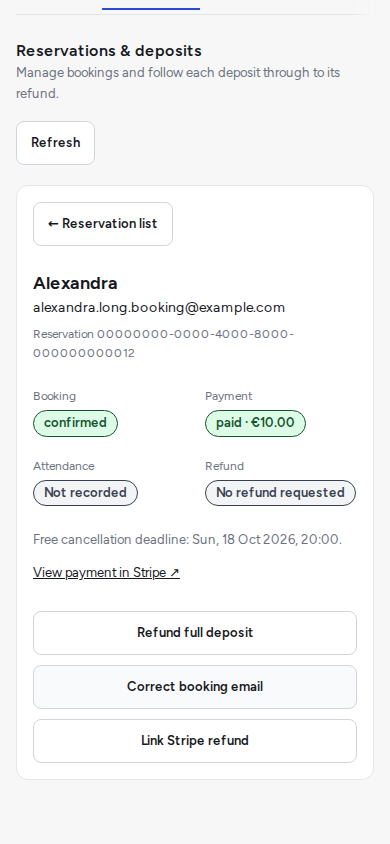 Reservations & deposits
Manage bookings and follow each deposit through to its
refund.
Refresh
← Reservation list
Alexandra
alexandra.long.booking@example.com
Reservation 00000000-0000-4000-8000-
000000000012
Booking
Payment
confirmed
paid · €10.00
Attendance
Refund
Not recorded
No refund requested
Free cancellation deadline: Sun, 18 Oct 2026, 20:00.
View payment in Stripe ↗
Refund full deposit
Correct booking email
Link Stripe refund